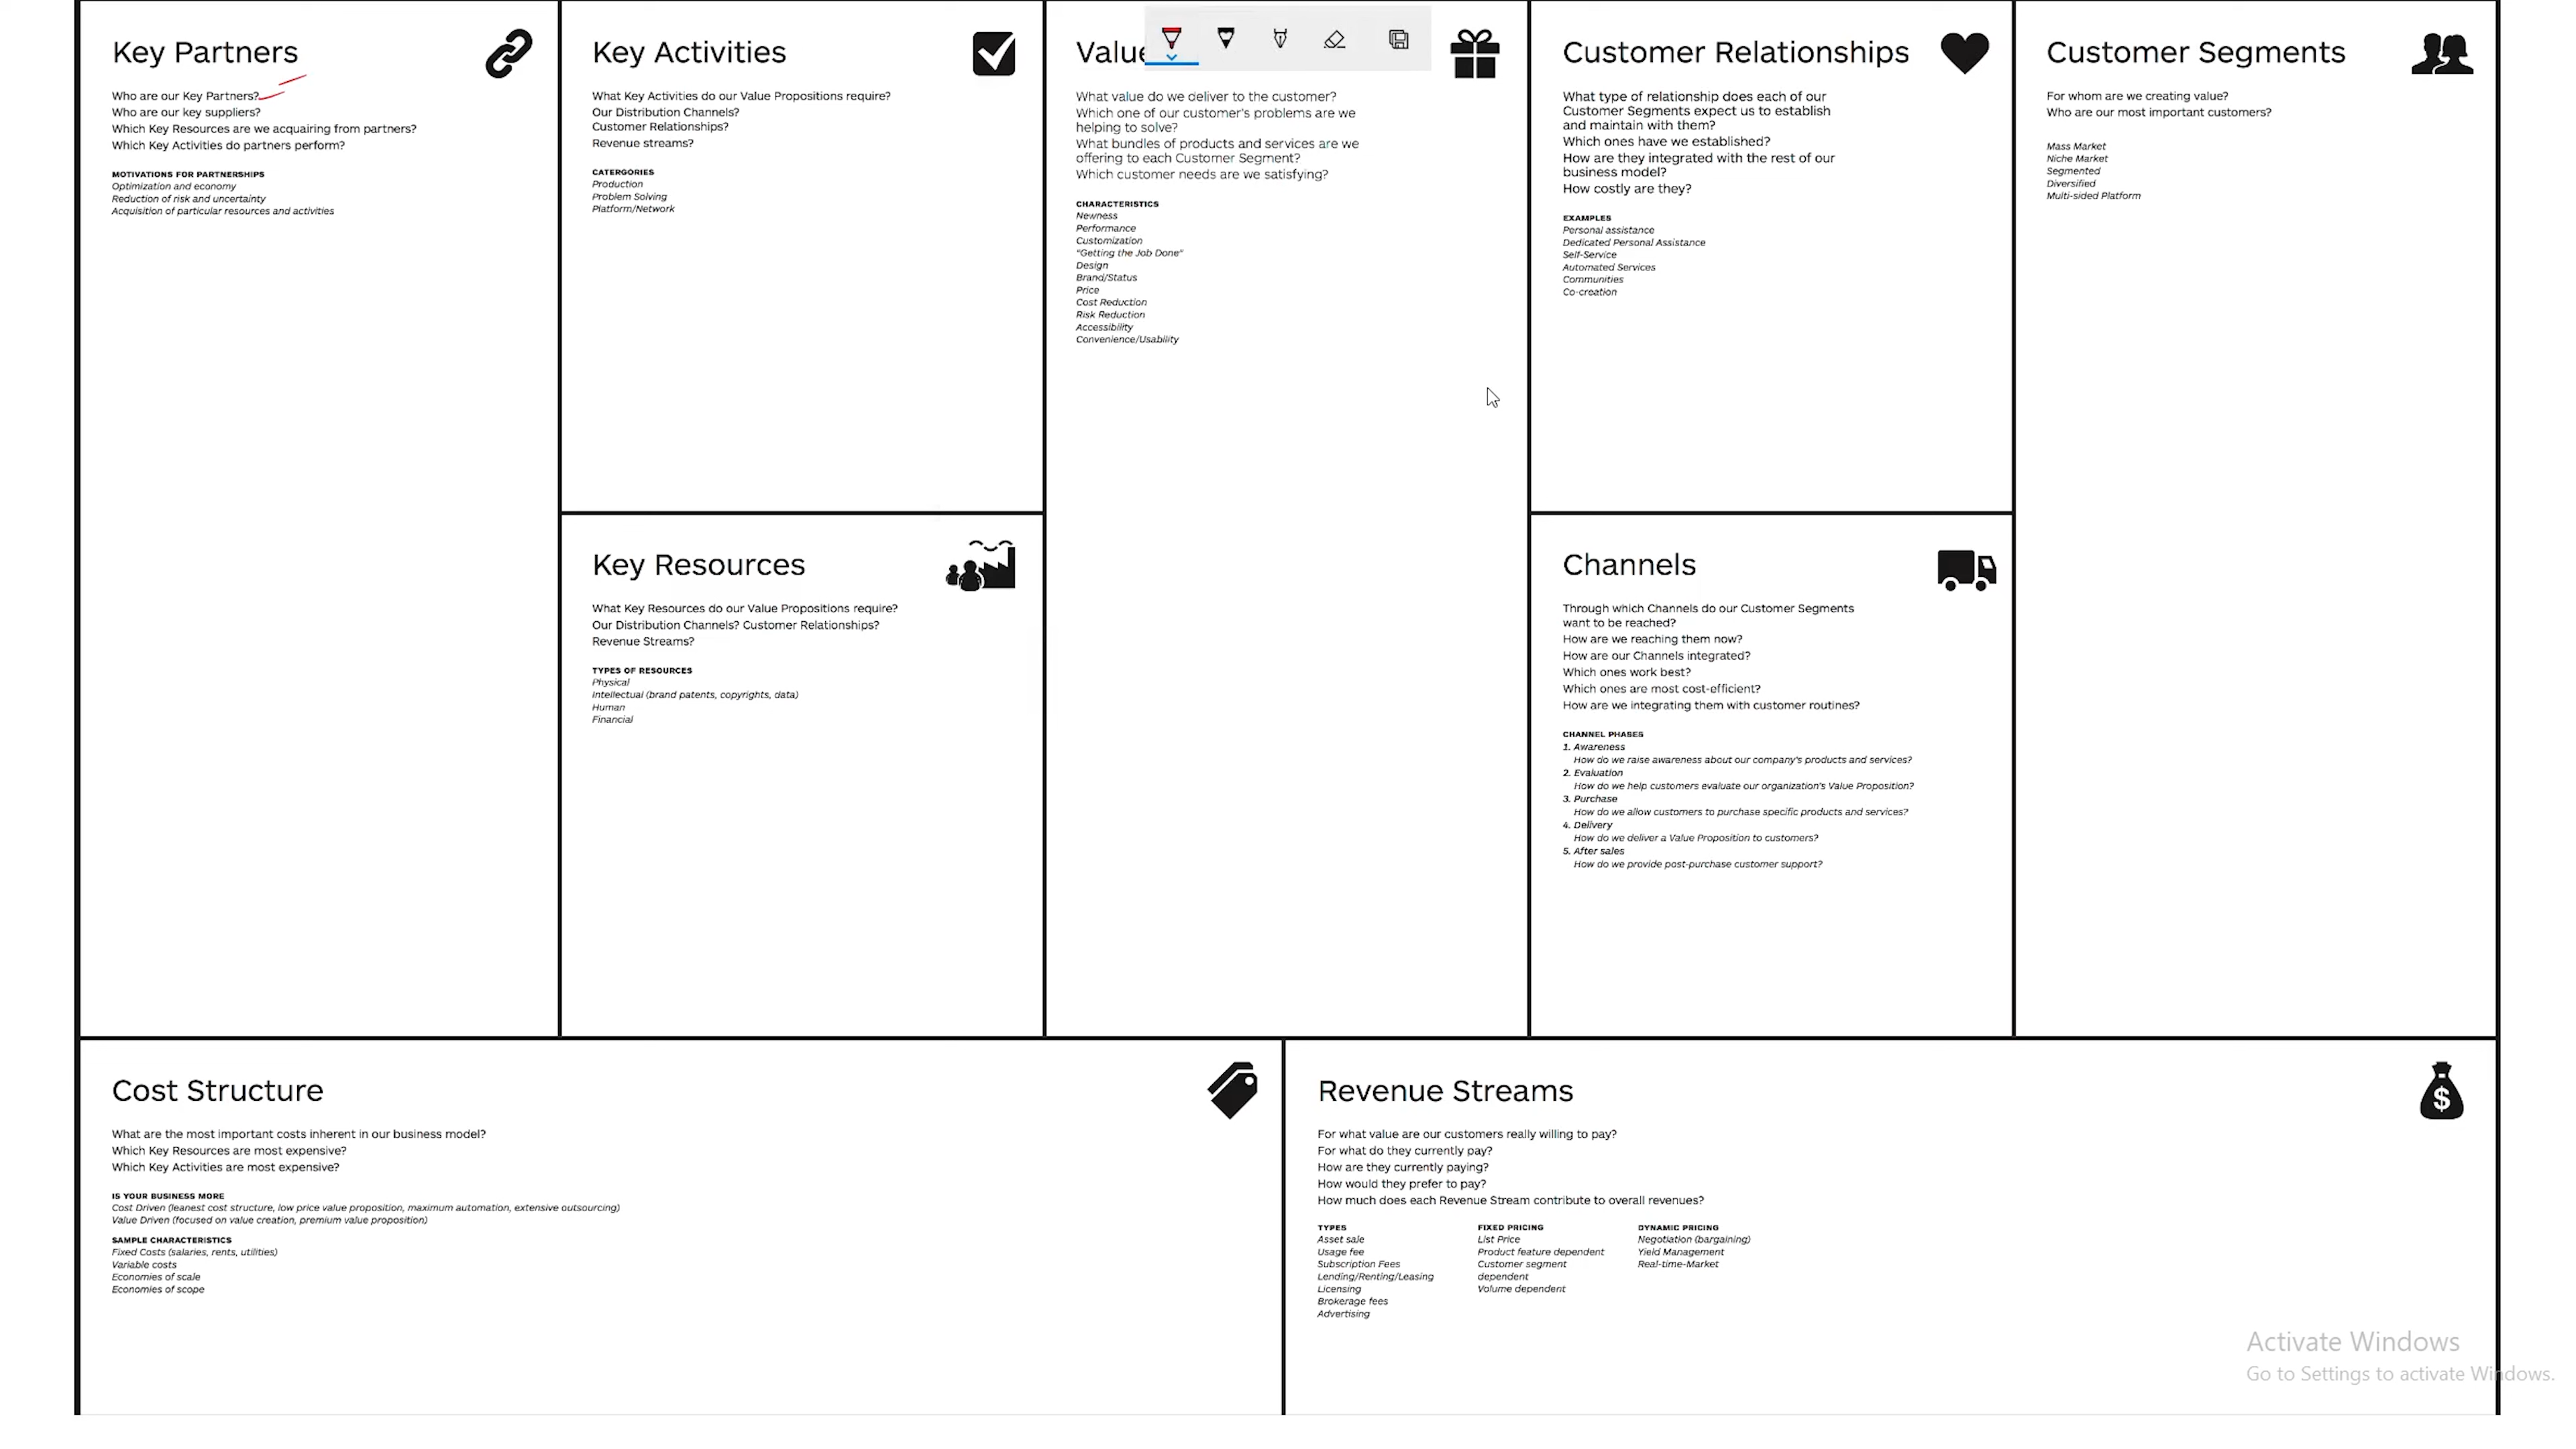 Key Partners
Who are our Key Partners?
Who are our key suppliers?
Which Key Resources are we acquairing from partners?
Which Key Activities do partners perform?
MOTIVATIONS FOR PARTNERSHIPS
Optimization and economy
Reduction of risk and uncertainty
Acquisition of particular resources and activities
Key Activities
What Key Activities do our Value Propositions require?
Our Distribution Channels?
Customer Relationships?
Revenue streams?
CATERGORIES
Production
Problem Solving
Platform/Network
Key Resources
What Key Resources do our Value Propositions require?
Our Distribution Channels? Customer Relationships?
Revenue Streams?
TYPES OF RESOURCES
Physical
Intellectual (brand patents, copyrights, data)
Human
Financial
Value
What value do we deliver to the customer?
Which one of our customer's problems are we
helping to solve?
What bundles of products and services are we
offering to each Customer Segment?
Which customer needs are we satisfying?
CHARACTERISTICS
Newness
Performance
Customization
"Getting the Job Done"
Design
Brand/Status
Price
Cost Reduction
Risk Reduction
Accessibility
Convenience/Usability
Customer Relationships
What type of relationship does each of our
Customer Segments expect us to establish
and maintain with them?
Which ones have we established?
How are they integrated with the rest of our
business model?
How costly are they?
EXAMPLES
Personal assistance
Dedicated Personal Assistance
Self-Service
Automated Services
Communities
Co-creation
Channels
Through which Channels do our Customer Segments
want to be reached?
How are we reaching them now?
How are our Channels integrated?
Which ones work best?
Which ones are most cost-efficient?
How are we integrating them with customer routines?
CHANNEL PHASES
1. Awareness
How do we raise awareness about our company's products and services?
2. Evaluation
How do we help customers evaluate our organization's Value Proposition?
3. Purchase
How do we allow customers to purchase specific products and services?
4. Delivery
How do we deliver a Value Proposition to customers?
5. After sales
How do we provide post-purchase customer support?
Customer Segments
For whom are we creating value?
Who are our most important customers?
Mass Market
Niche Market
Segmented
Diversified
Multi-sided Platform
Cost Structure
What are the most important costs inherent in our business model?
Which Key Resources are most expensive?
Which Key Activities are most expensive?
IS YOUR BUSINESS MORE
Cost Driven (leanest cost structure, low price value proposition, maximum automation, extensive outsourcing)
Value Driven (focused on value creation, premium value proposition)
SAMPLE CHARACTERISTICS
Fixed Costs (salaries, rents, utilities)
Variable costs
Economies of scale
Economies of scope
Revenue Streams
For what value are our customers really willing to pay?
For what do they currently pay?
How are they currently paying?
How would they prefer to pay?
How much does each Revenue Stream contribute to overall revenues?
TYPES
Asset sale
Usage fee
Subscription Fees
Lending/Renting/Leasing
Licensing
Brokerage fees
Advertising
FIXED PRICING
List Price
Product feature dependent
Customer segment
dependent
Volume dependent
DYNAMIC PRICING
Negotiation (bargaining)
Yield Management
Real-time-Market
$
Activate Windows
Go to Settings to activate Windows.